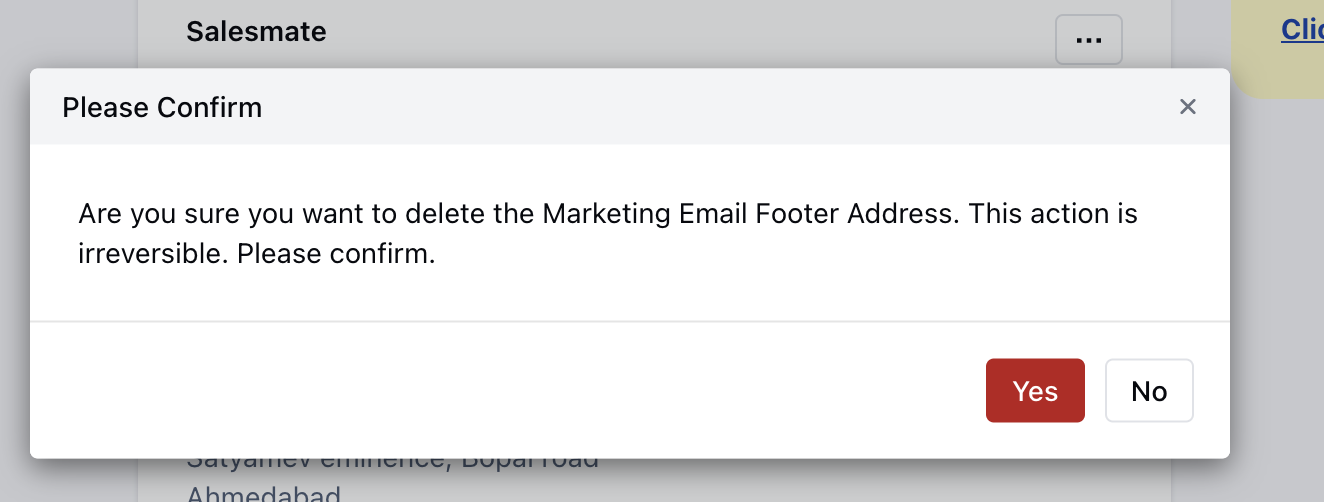 Salesmate
...
Clic
Please Confirm
Are you sure you want to delete the Marketing Email Footer Address. This action is
irreversible. Please confirm.
Yes
No
Satyamev eminence, Bopal road
Ahmedabad